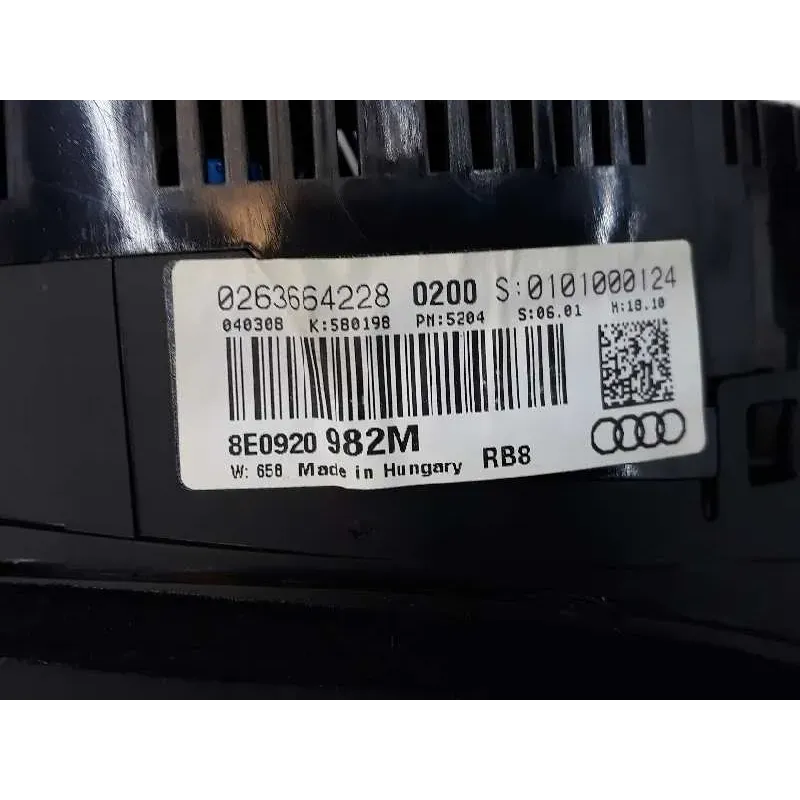 0263664228 0200 S:0101000124
040308 K:580198 PN:5204 S:06.01 H:18.10
8E0920 982M
W: 658 Made in Hungary RB8